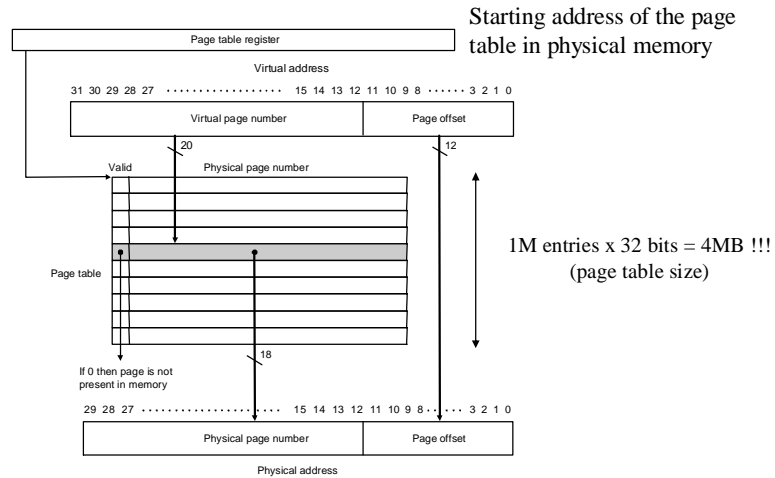 Starting address of the page
table in physical memory
Page table register
Virtual address
31 30 29 28 27 .................. 15 14 13 12 11 10 9 8 ...... 3 2 1 0
Virtual page number Page offset
20 12
Valid Physical page number
1M entries x 32 bits = 4MB !!!
(page table size)
Page table
18
If 0 then page is not
present in memory
29 28 27 .................. 15 14 13 12 11 10 9 8 ...... 3 2 1 0
Physical page number Page offset
Physical address